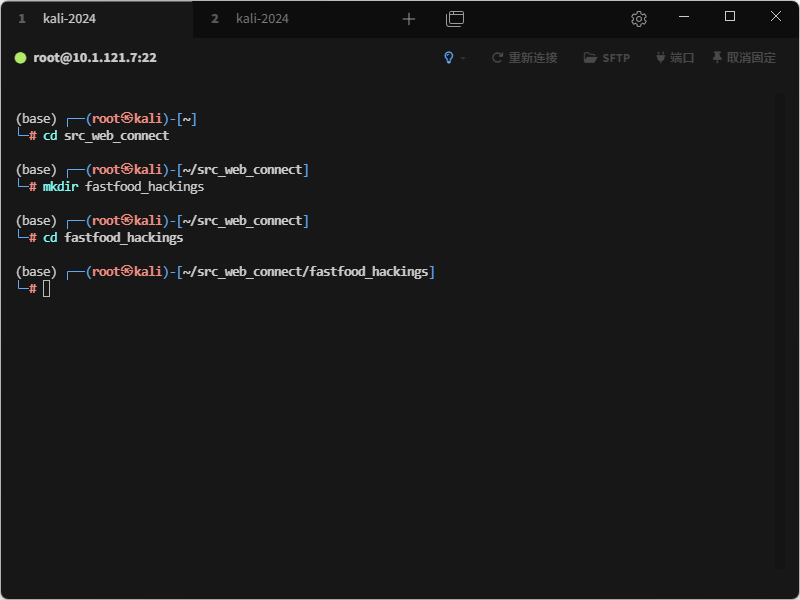 1 kali-2024 2 kali-2024
root@10.1.121.7:22 重新连接 SFTP 端口 取消固定
(base) ┌──(root㉿kali)-[~]
└─# cd src_web_connect
(base) ┌──(root㉿kali)-[~/src_web_connect]
└─# mkdir fastfood_hackings
(base) ┌──(root㉿kali)-[~/src_web_connect]
└─# cd fastfood_hackings
(base) ┌──(root㉿kali)-[~/src_web_connect/fastfood_hackings]
└─#